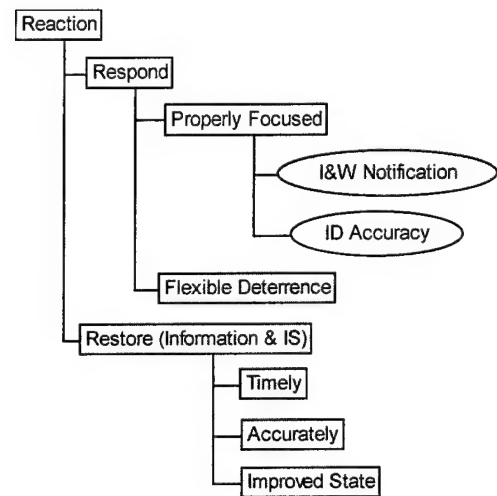 Reaction
Respond
Properly Focused
I&W Notification
ID Accuracy
Flexible Deterrence
Restore (Information & IS)
Timely
Accurately
Improved State